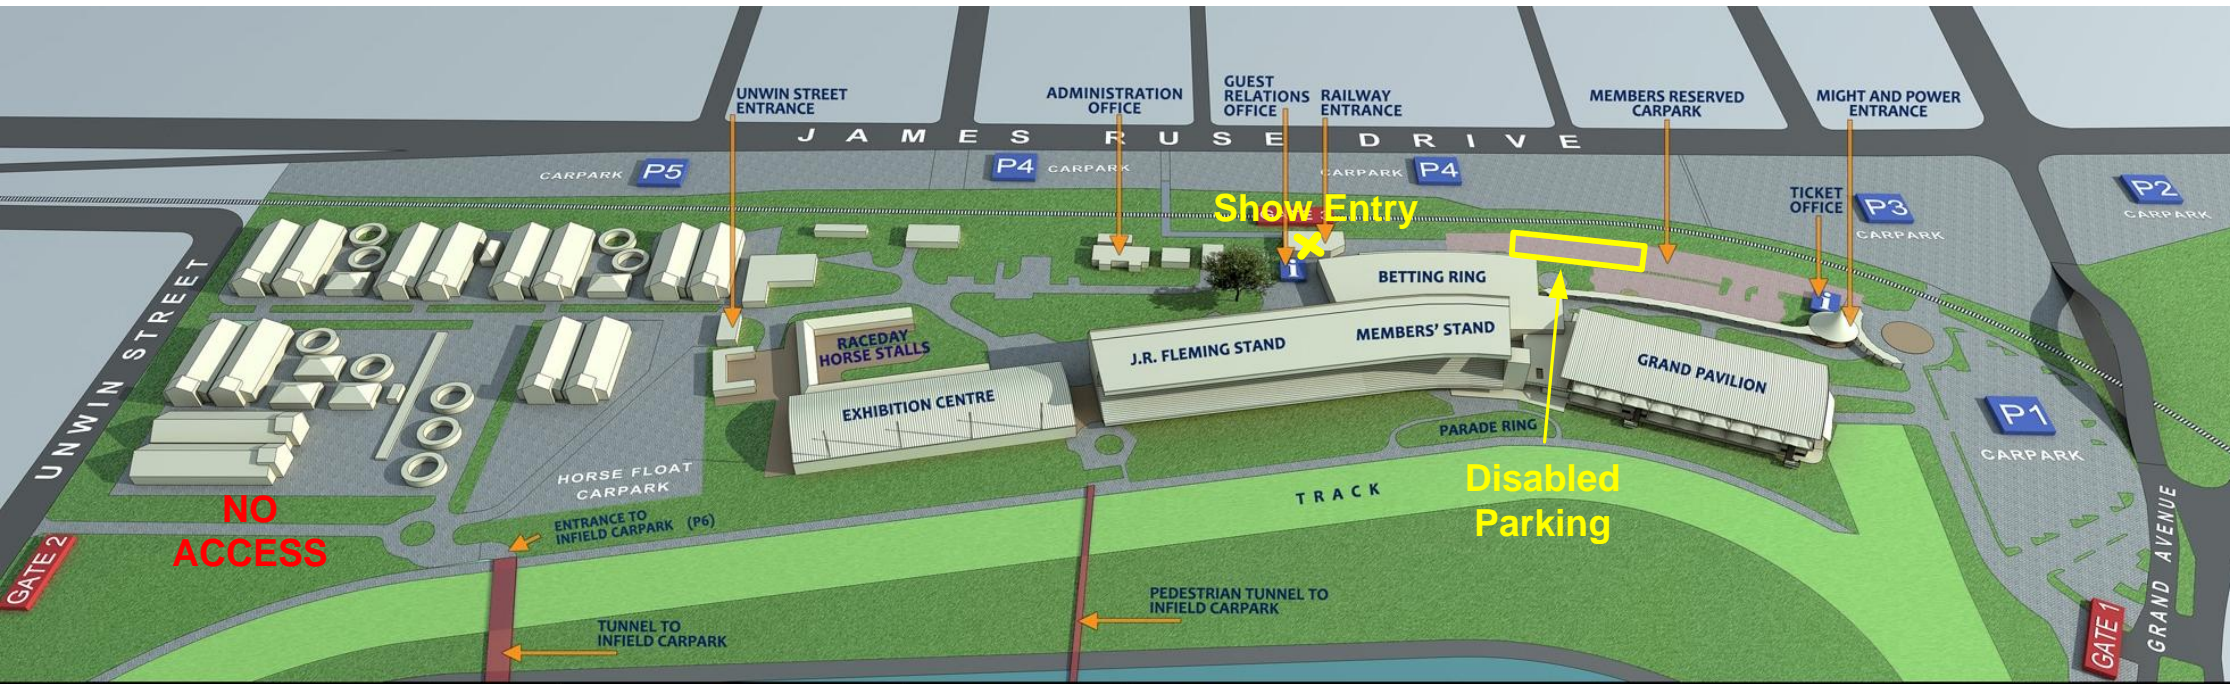 UNWIN STREET
ENTRANCE
ADMINISTRATION
OFFICE
GUEST
RELATIONS
OFFICE
RAILWAY
ENTRANCE
MEMBERS RESERVED
CARPARK
MIGHT AND POWER
ENTRANCE
JAMES RUSE DRIVE
CARPARK P5
P4 CARPARK
CARPARK P4
TICKET
OFFICE
P3
CARPARK
P2
CARPARK
Show Entry
i
BETTING RING
i
UNWIN STREET
RACEDAY
HORSE STALLS
J.R. FLEMING STAND
MEMBERS' STAND
GRAND PAVILION
EXHIBITION CENTRE
PARADE RING
P1
CARPARK
HORSE FLOAT
CARPARK
TRACK
Disabled
Parking
NO
ACCESS
ENTRANCE TO
INFIELD CARPARK (P6)
GATE 2
PEDESTRIAN TUNNEL TO
INFIELD CARPARK
TUNNEL TO
INFIELD CARPARK
GATE 1
GRAND AVENUE